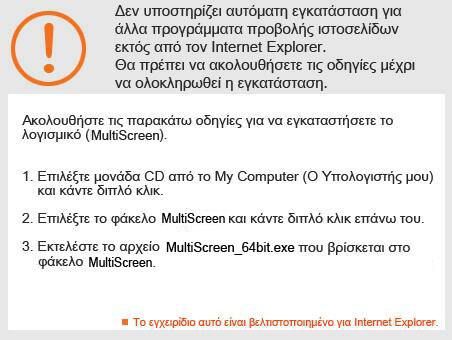 Δεν υποστηρίζει αυτόματη εγκατάσταση για
άλλα προγράμματα προβολής ιστοσελίδων
εκτός από τον Internet Explorer.
Θα πρέπει να ακολουθήσετε τις οδηγίες μέχρι
να ολοκληρωθεί η εγκατάσταση.
Ακολουθήστε τις παρακάτω οδηγίες για να εγκαταστήσετε το
λογισμικό (MultiScreen).
1. Επιλέξτε μονάδα CD από το My Computer (Ο Υπολογιστής μου)
και κάντε διπλό κλικ.
2. Επιλέξτε το φάκελο MultiScreen και κάντε διπλό κλικ επάνω του.
3. Εκτελέστε το αρχείο MultiScreen_64bit.exe που βρίσκεται στο
φάκελο MultiScreen.
Το εγχειρίδιο αυτό είναι βελτιστοποιημένο για Internet Explorer.